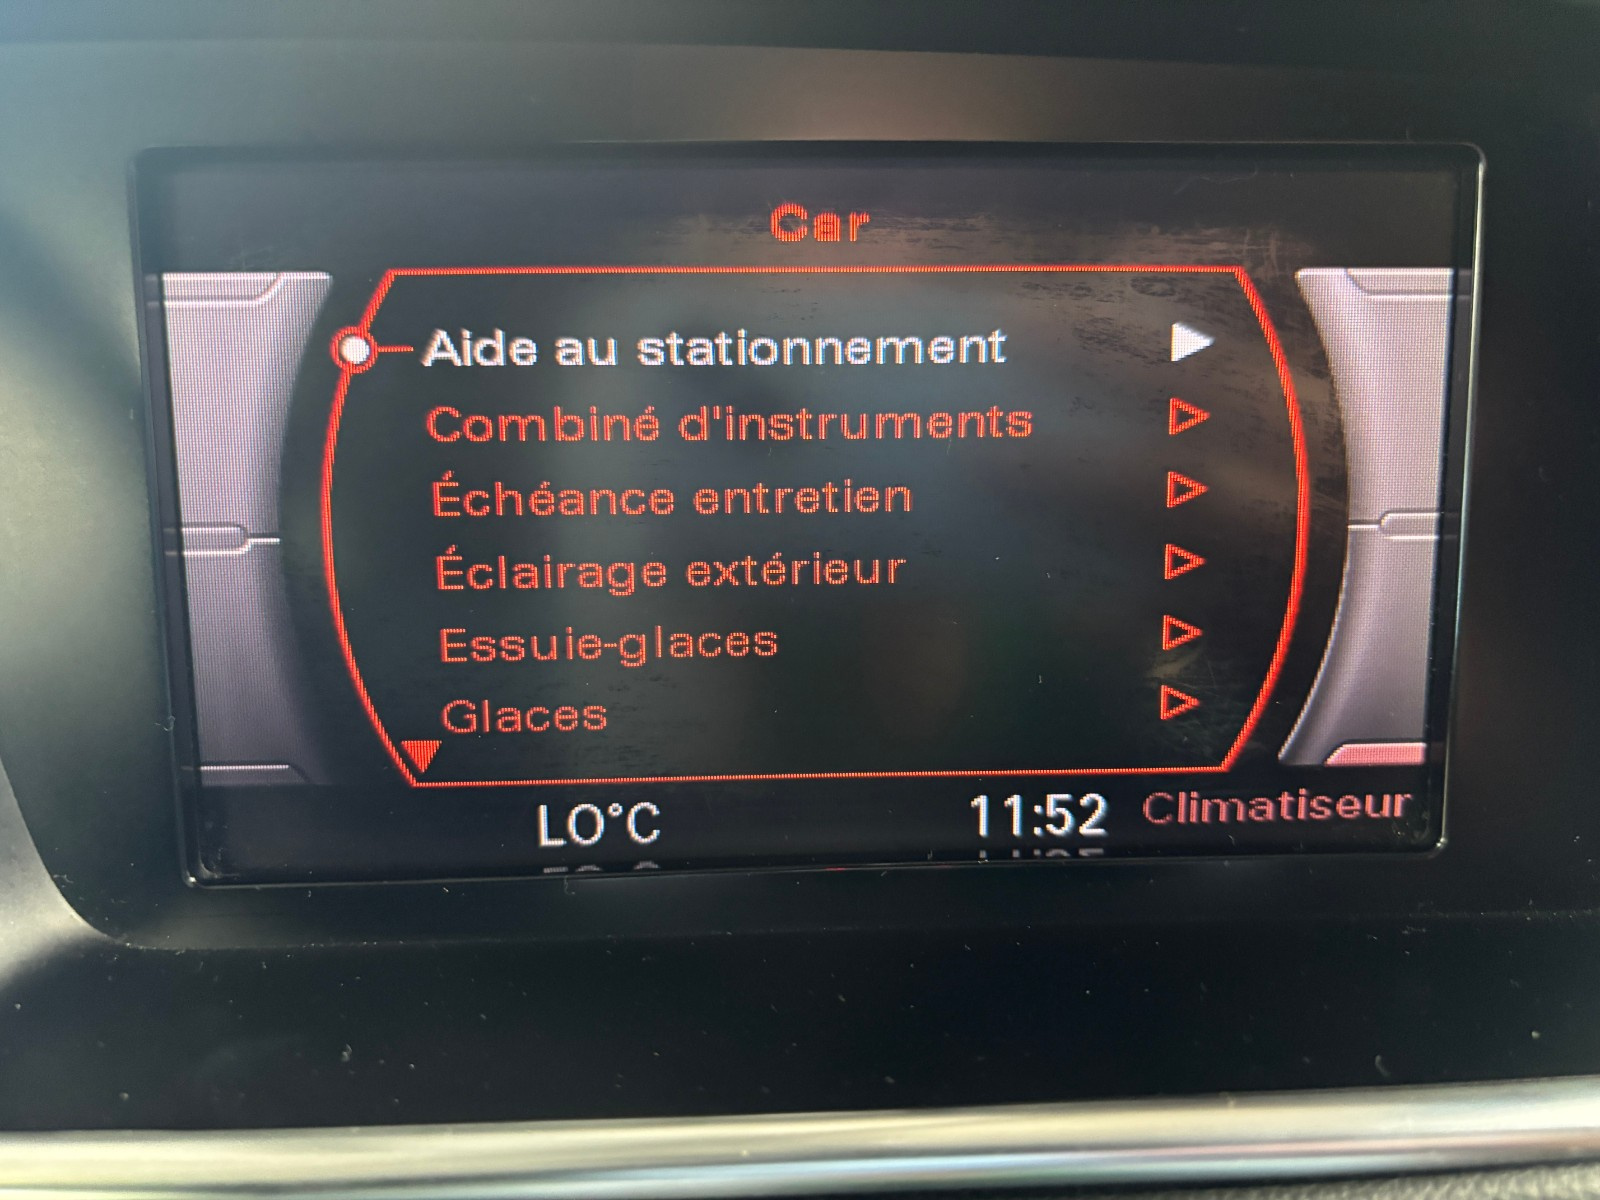 Car
Aide au stationnement
Combiné d'instruments
Échéance entretien
Éclairage extérieur
Essuie-glaces
Glaces
LO°C 11:52 Climatiseur